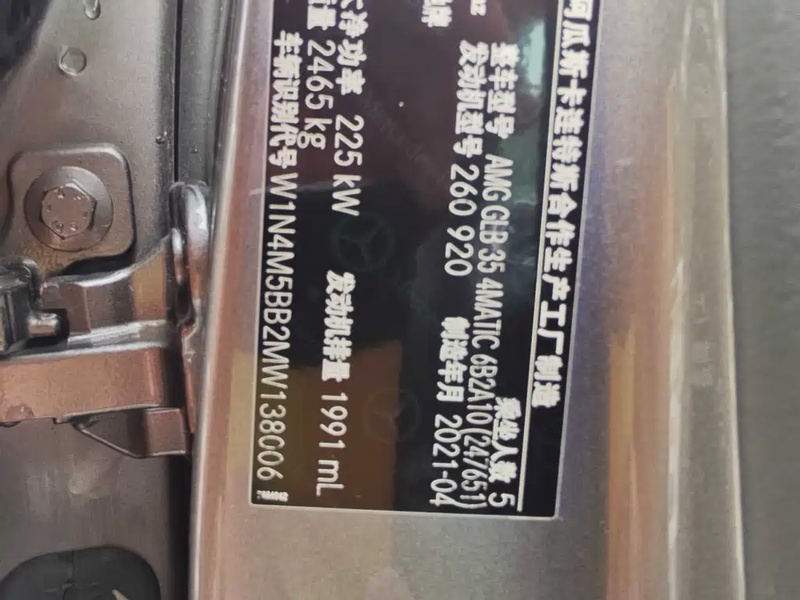 阿瓜斯卡连特斯合作生产工厂制造
乘坐人数 5
整车型号 AMG GLB 35 4MATIC 6B2A10(247651)
发动机型号 260 920 制造年月 2021-04
大净功率 225 kW 发动机排量 1991 mL
量 2465 kg
车辆识别代号 W1N4M5BB2MW138006